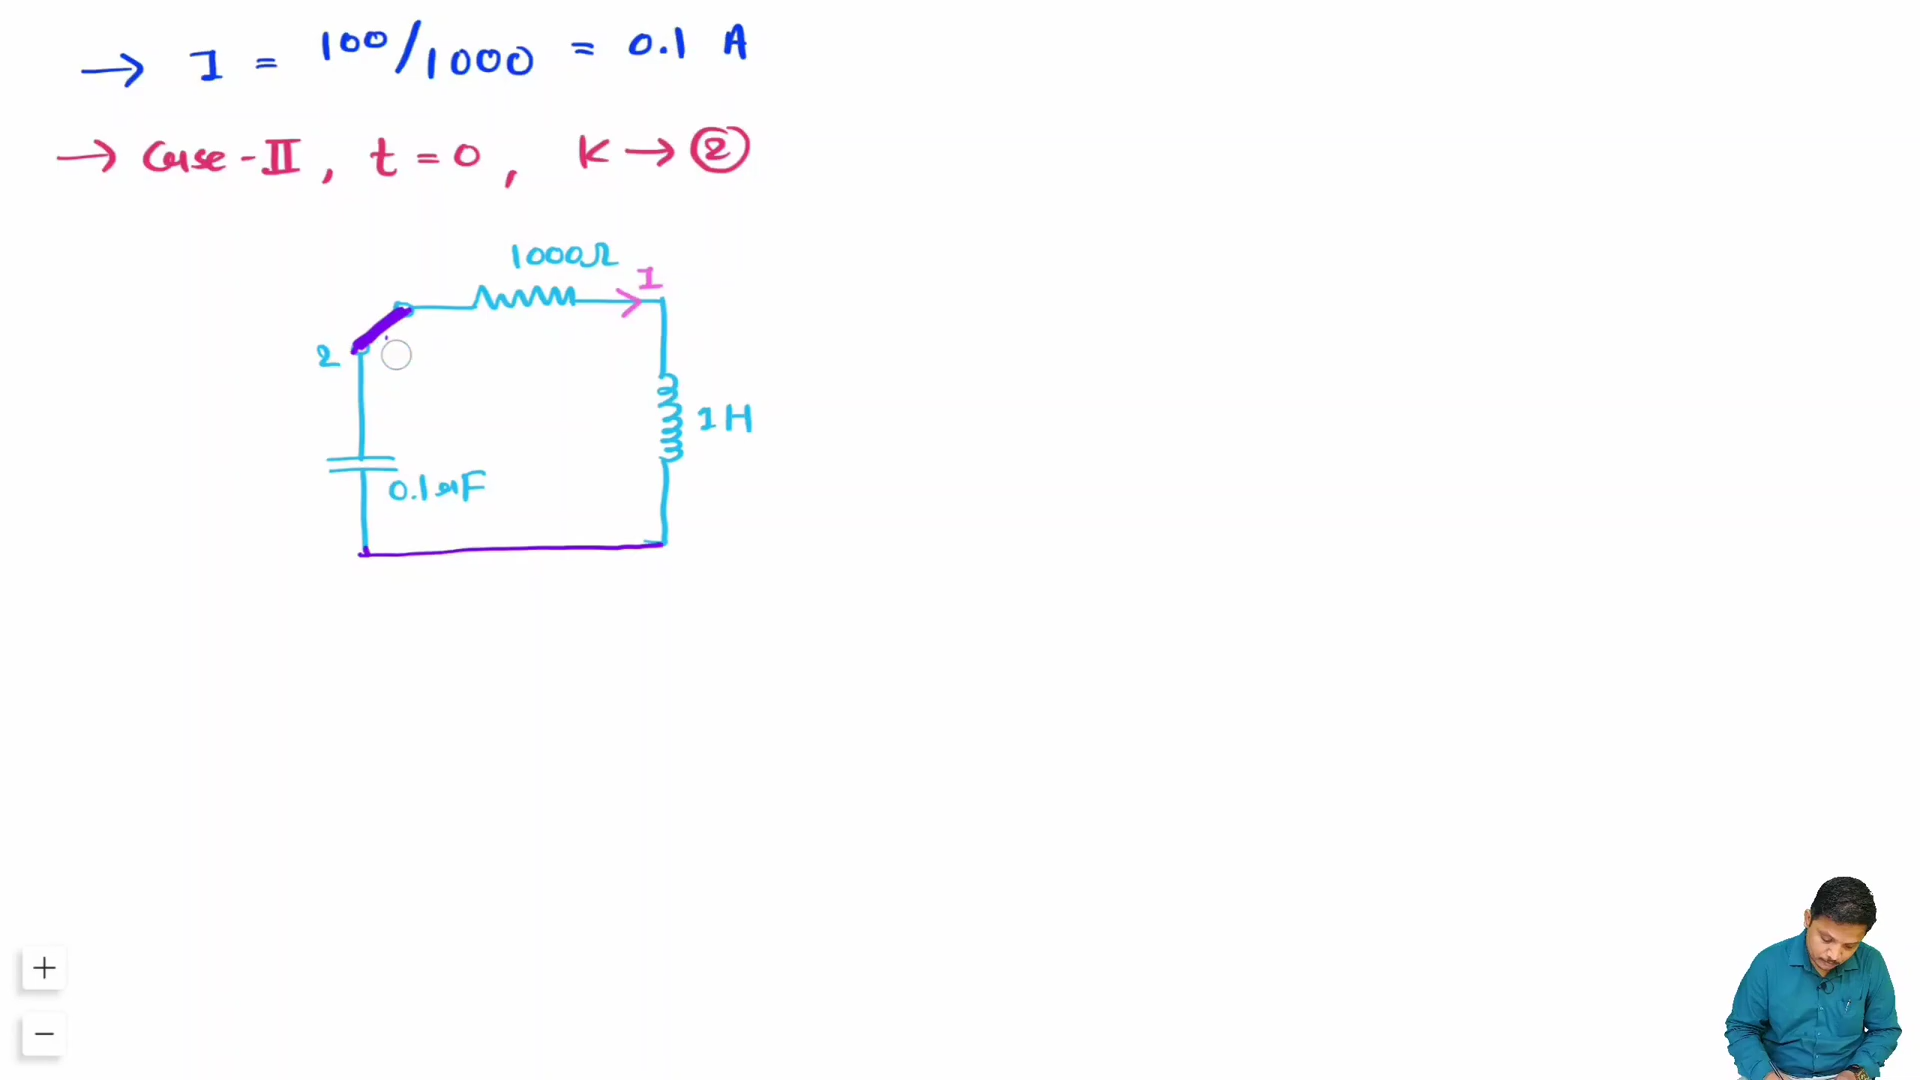 → I = 100/1000 = 0.1 A
→ Case-II, t = 0, K → ②
1000Ω
I
2
1H
0.1μF
+
−